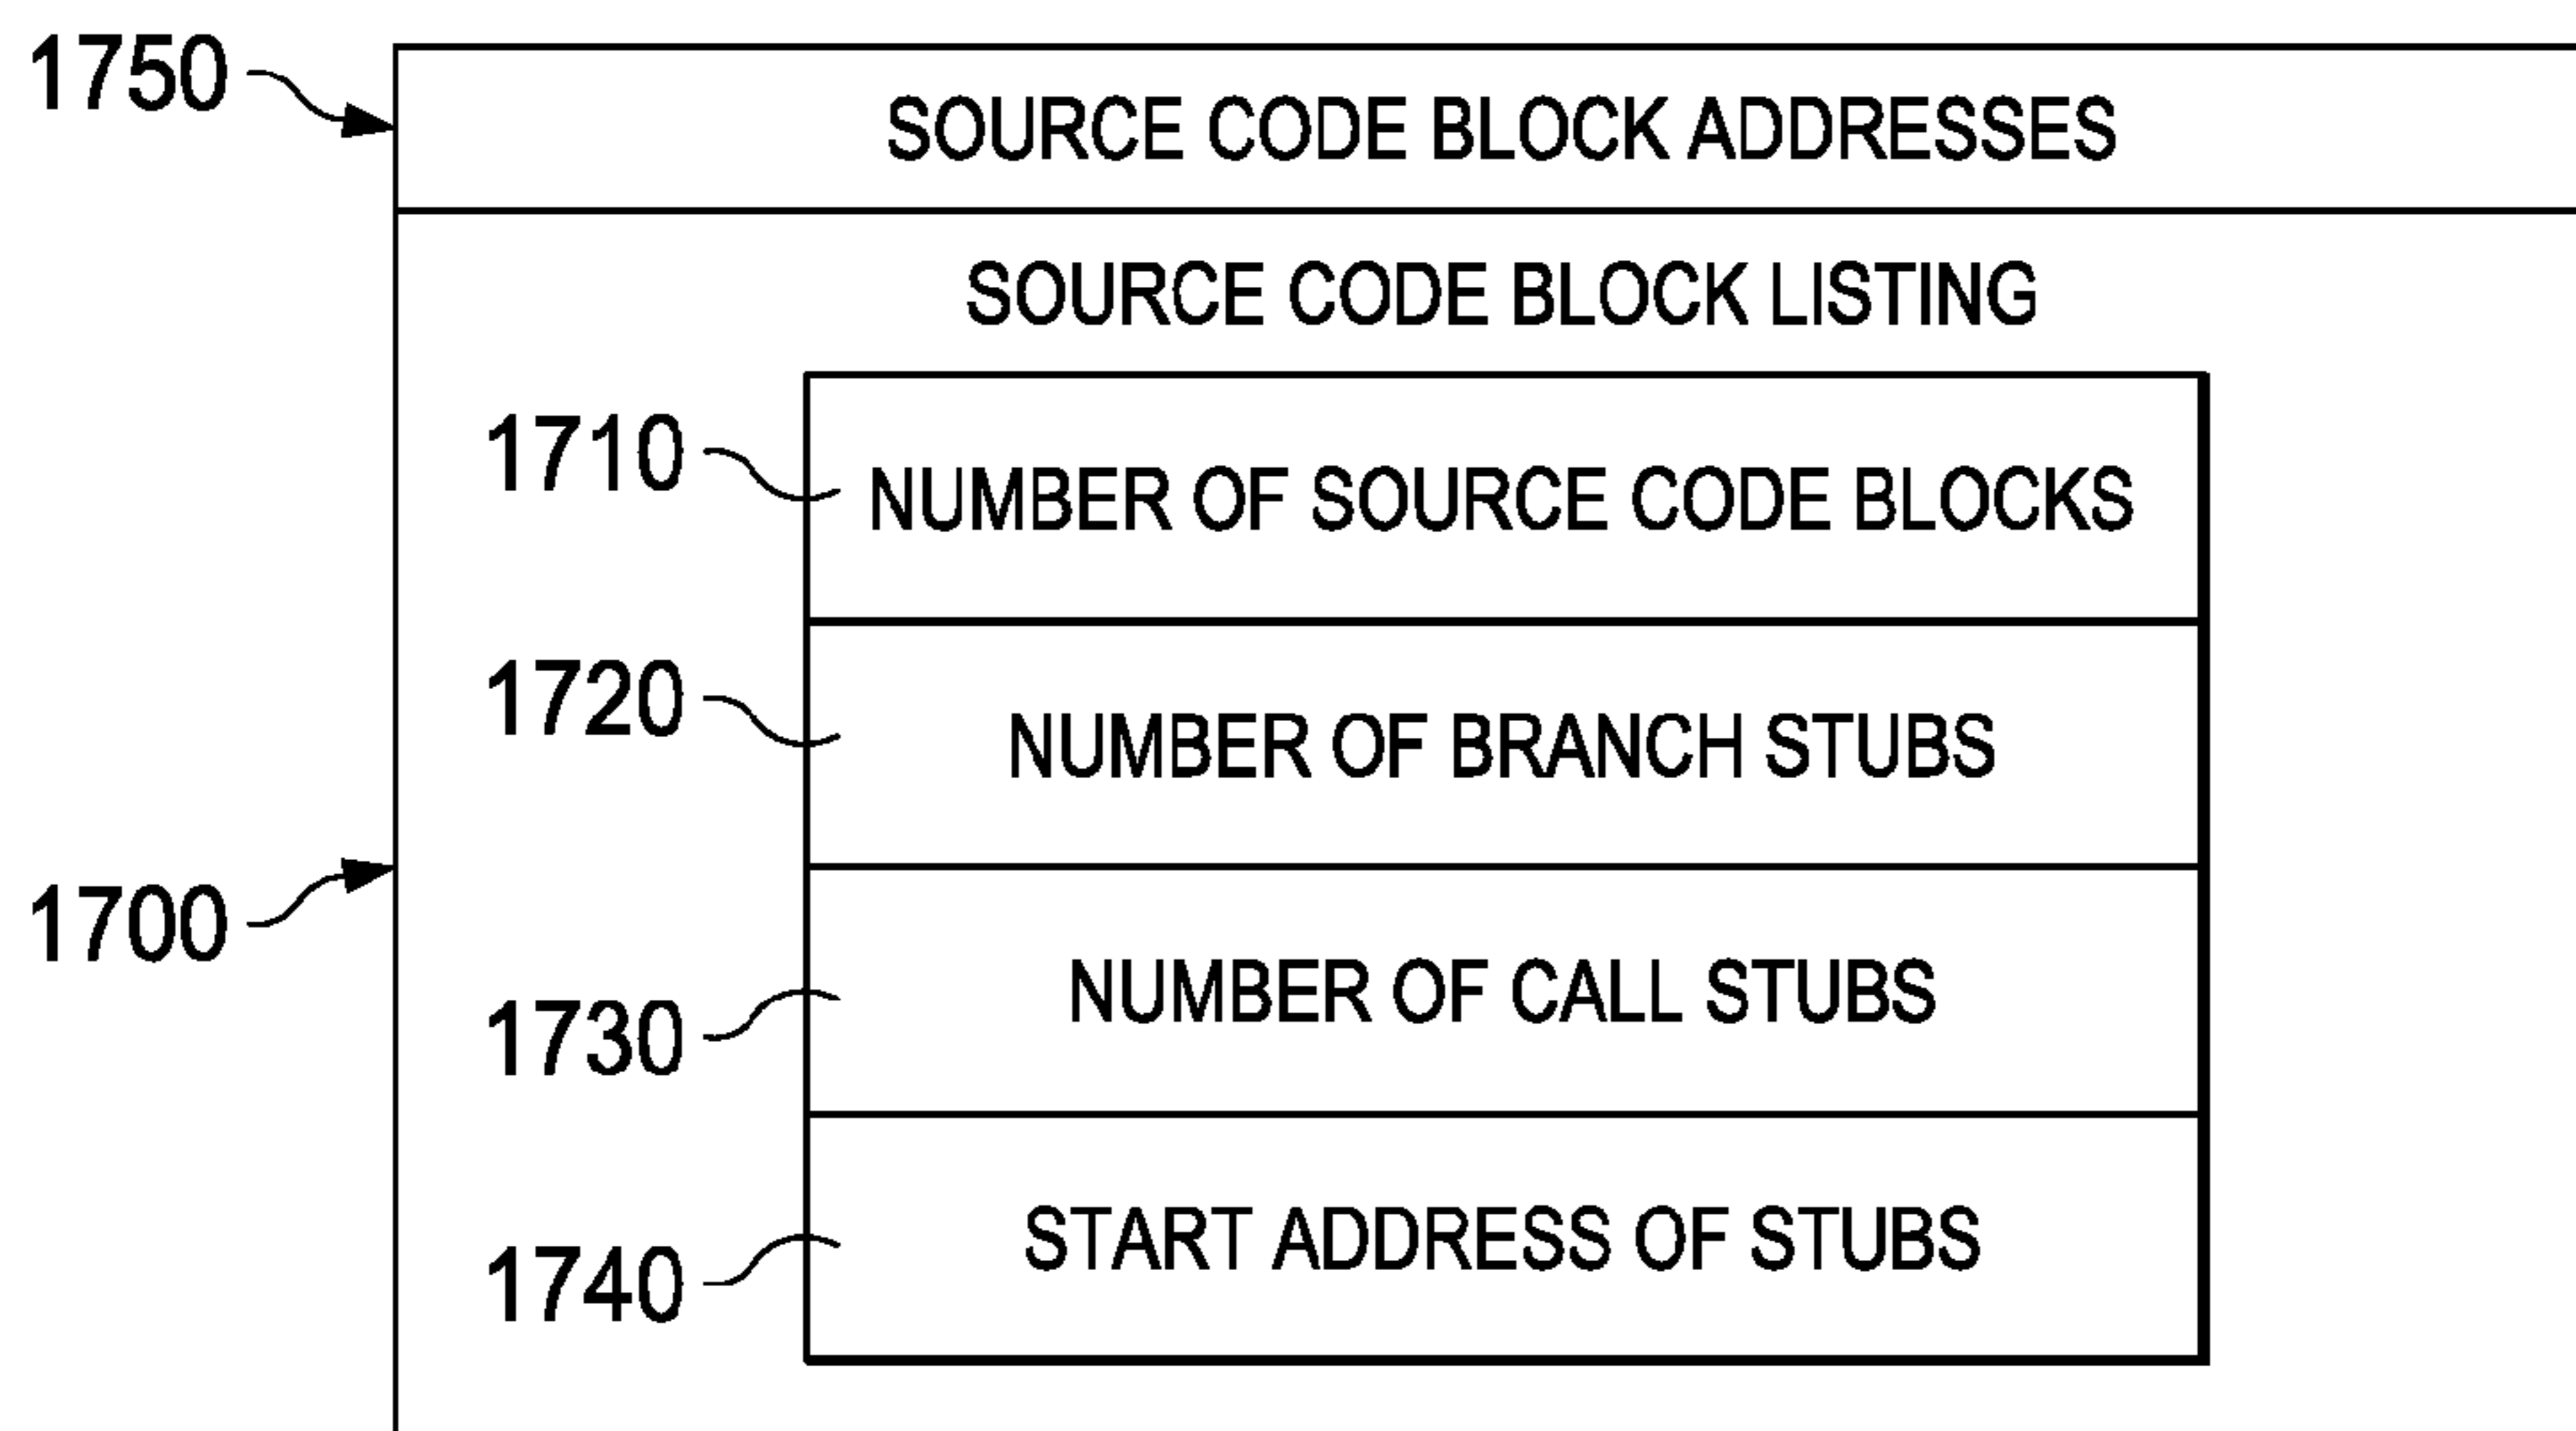 1750
SOURCE CODE BLOCK ADDRESSES
SOURCE CODE BLOCK LISTING
1710
NUMBER OF SOURCE CODE BLOCKS
1720
NUMBER OF BRANCH STUBS
1700
1730
NUMBER OF CALL STUBS
1740
START ADDRESS OF STUBS